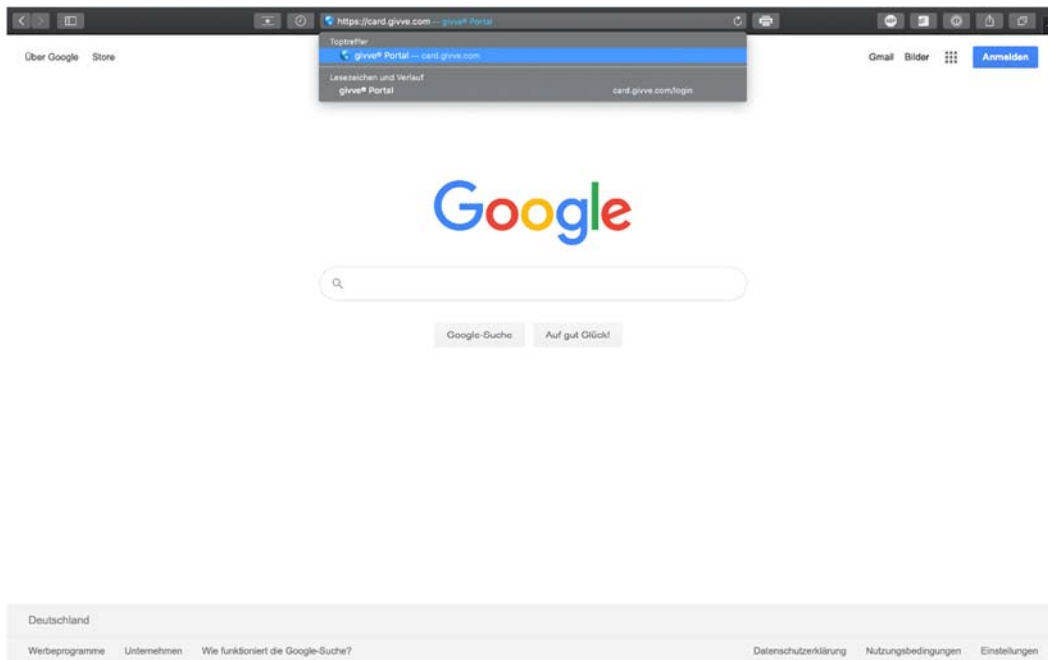 https://card.givve.com — givve® Portal
Toptreffer
givve® Portal — card.givve.com
Lesezeichen und Verlauf
givve® Portal card.givve.com/login
Über Google Store Gmail Bilder Anmelden
Google
Google-Suche Auf gut Glück!
Deutschland
Werbeprogramme Unternehmen Wie funktioniert die Google-Suche? Datenschutzerklärung Nutzungsbedingungen Einstellungen